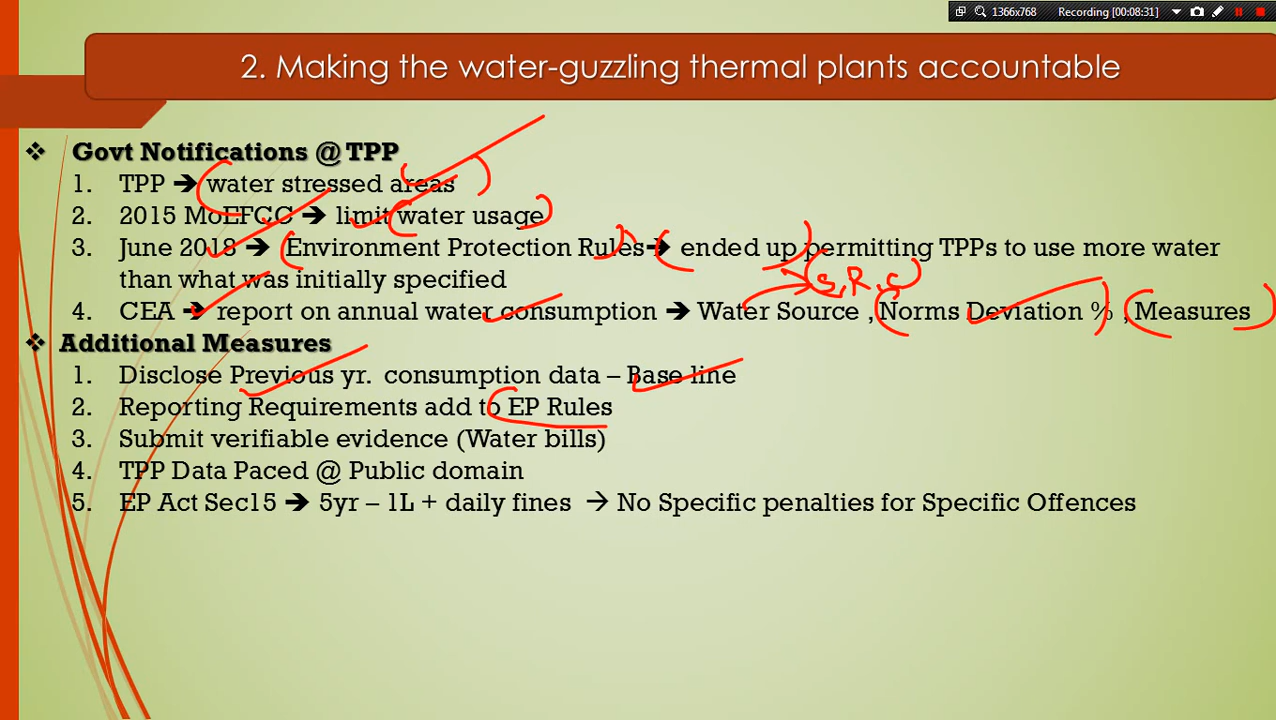 1366x768 Recording [00:08:31]
2. Making the water-guzzling thermal plants accountable
❖ Govt Notifications @ TPP
1. TPP ➔ water stressed areas
2. 2015 MoEFCC ➔ limit water usage
3. June 2018 ➔ Environment Protection Rules ➔ ended up permitting TPPs to use more water
than what was initially specified
S, R, S
4. CEA ➔ report on annual water consumption ➔ Water Source , Norms Deviation % , Measures
❖ Additional Measures
1. Disclose Previous yr. consumption data – Base line
2. Reporting Requirements add to EP Rules
3. Submit verifiable evidence (Water bills)
4. TPP Data Paced @ Public domain
5. EP Act Sec15 ➔ 5yr – 1L + daily fines → No Specific penalties for Specific Offences